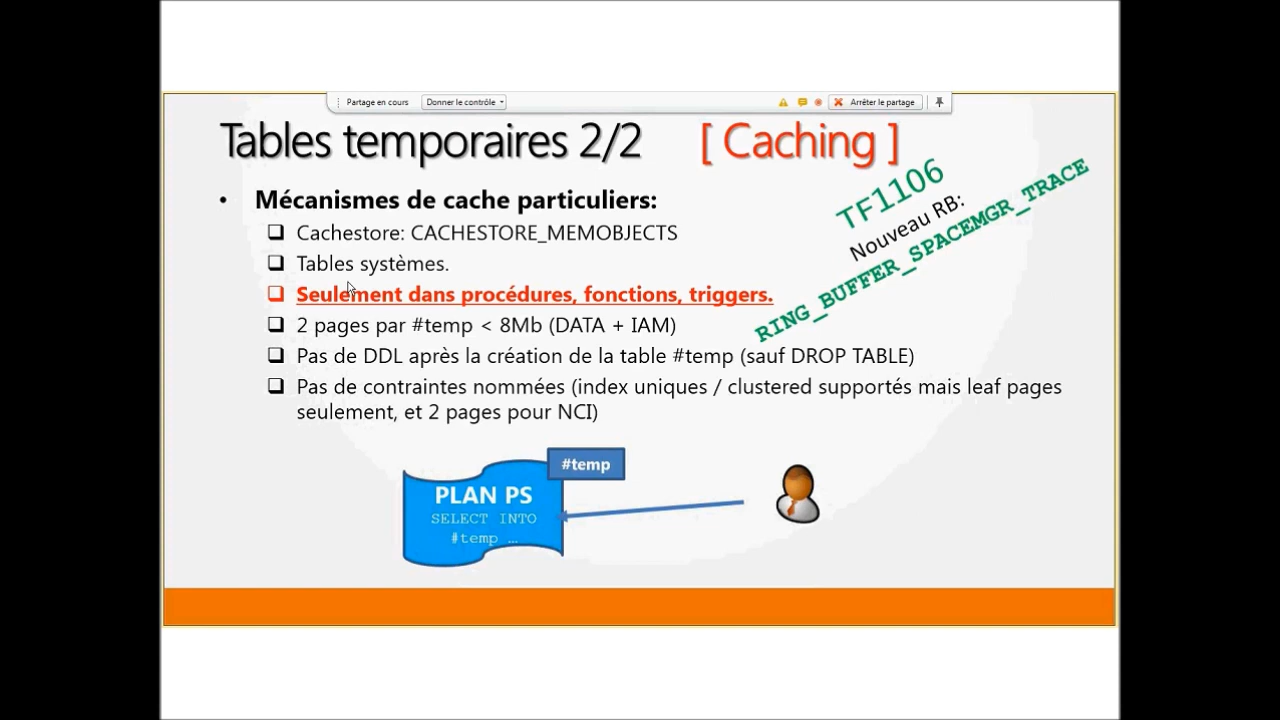 Partage en cours
Donner le contrôle
Arrêter le partage
Tables temporaires 2/2 [ Caching ]
TF1106
Nouveau RB:
RING_BUFFER_SPACEMGR_TRACE
• Mécanismes de cache particuliers:
Cachestore: CACHESTORE_MEMOBJECTS
Tables systèmes.
Seulement dans procédures, fonctions, triggers.
2 pages par #temp < 8Mb (DATA + IAM)
Pas de DDL après la création de la table #temp (sauf DROP TABLE)
Pas de contraintes nommées (index uniques / clustered supportés mais leaf pages
seulement, et 2 pages pour NCI)
#temp
PLAN PS
SELECT INTO
#temp …